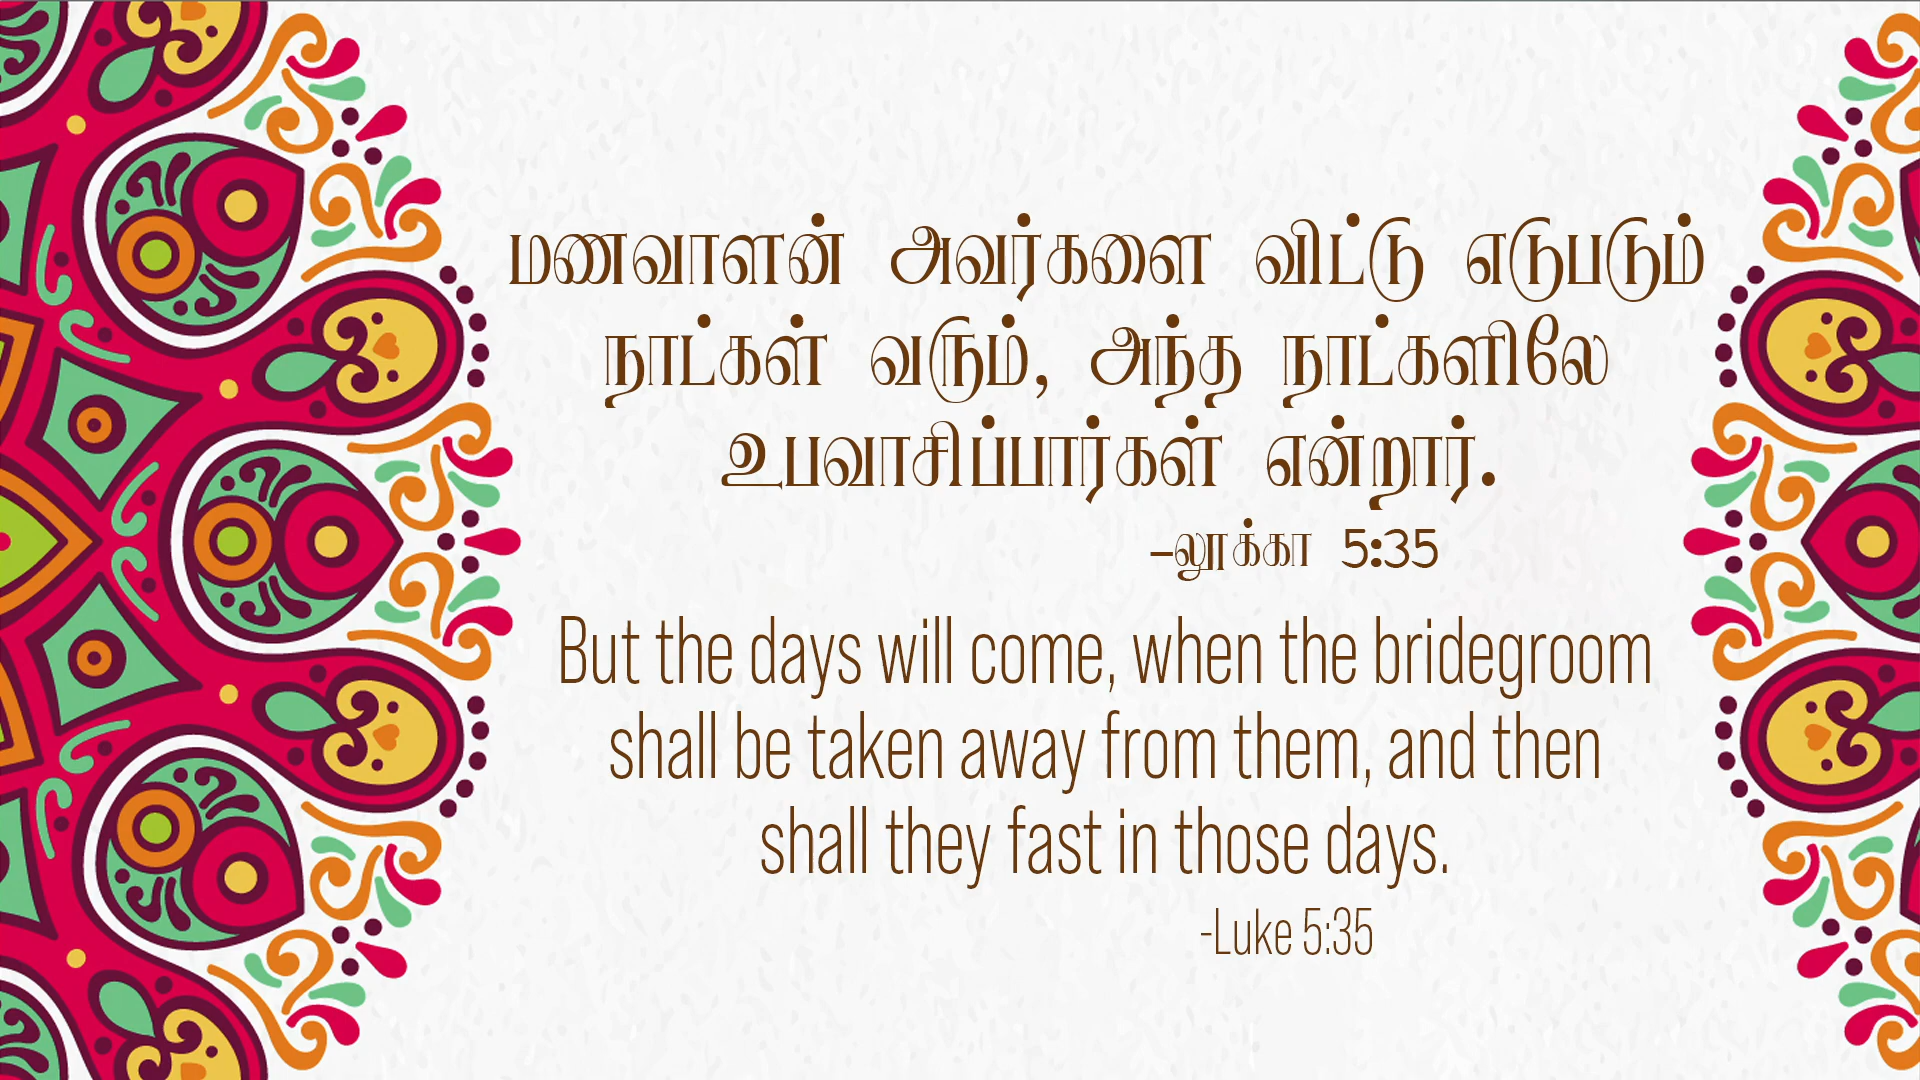 மணவாளன் அவர்களை விட்டு எடுபடும்
நாட்கள் வரும், அந்த நாட்களிலே
உபவாசிப்பார்கள் என்றார்.
-லூக்கா 5:35
But the days will come, when the bridegroom
shall be taken away from them, and then
shall they fast in those days.
-Luke 5:35